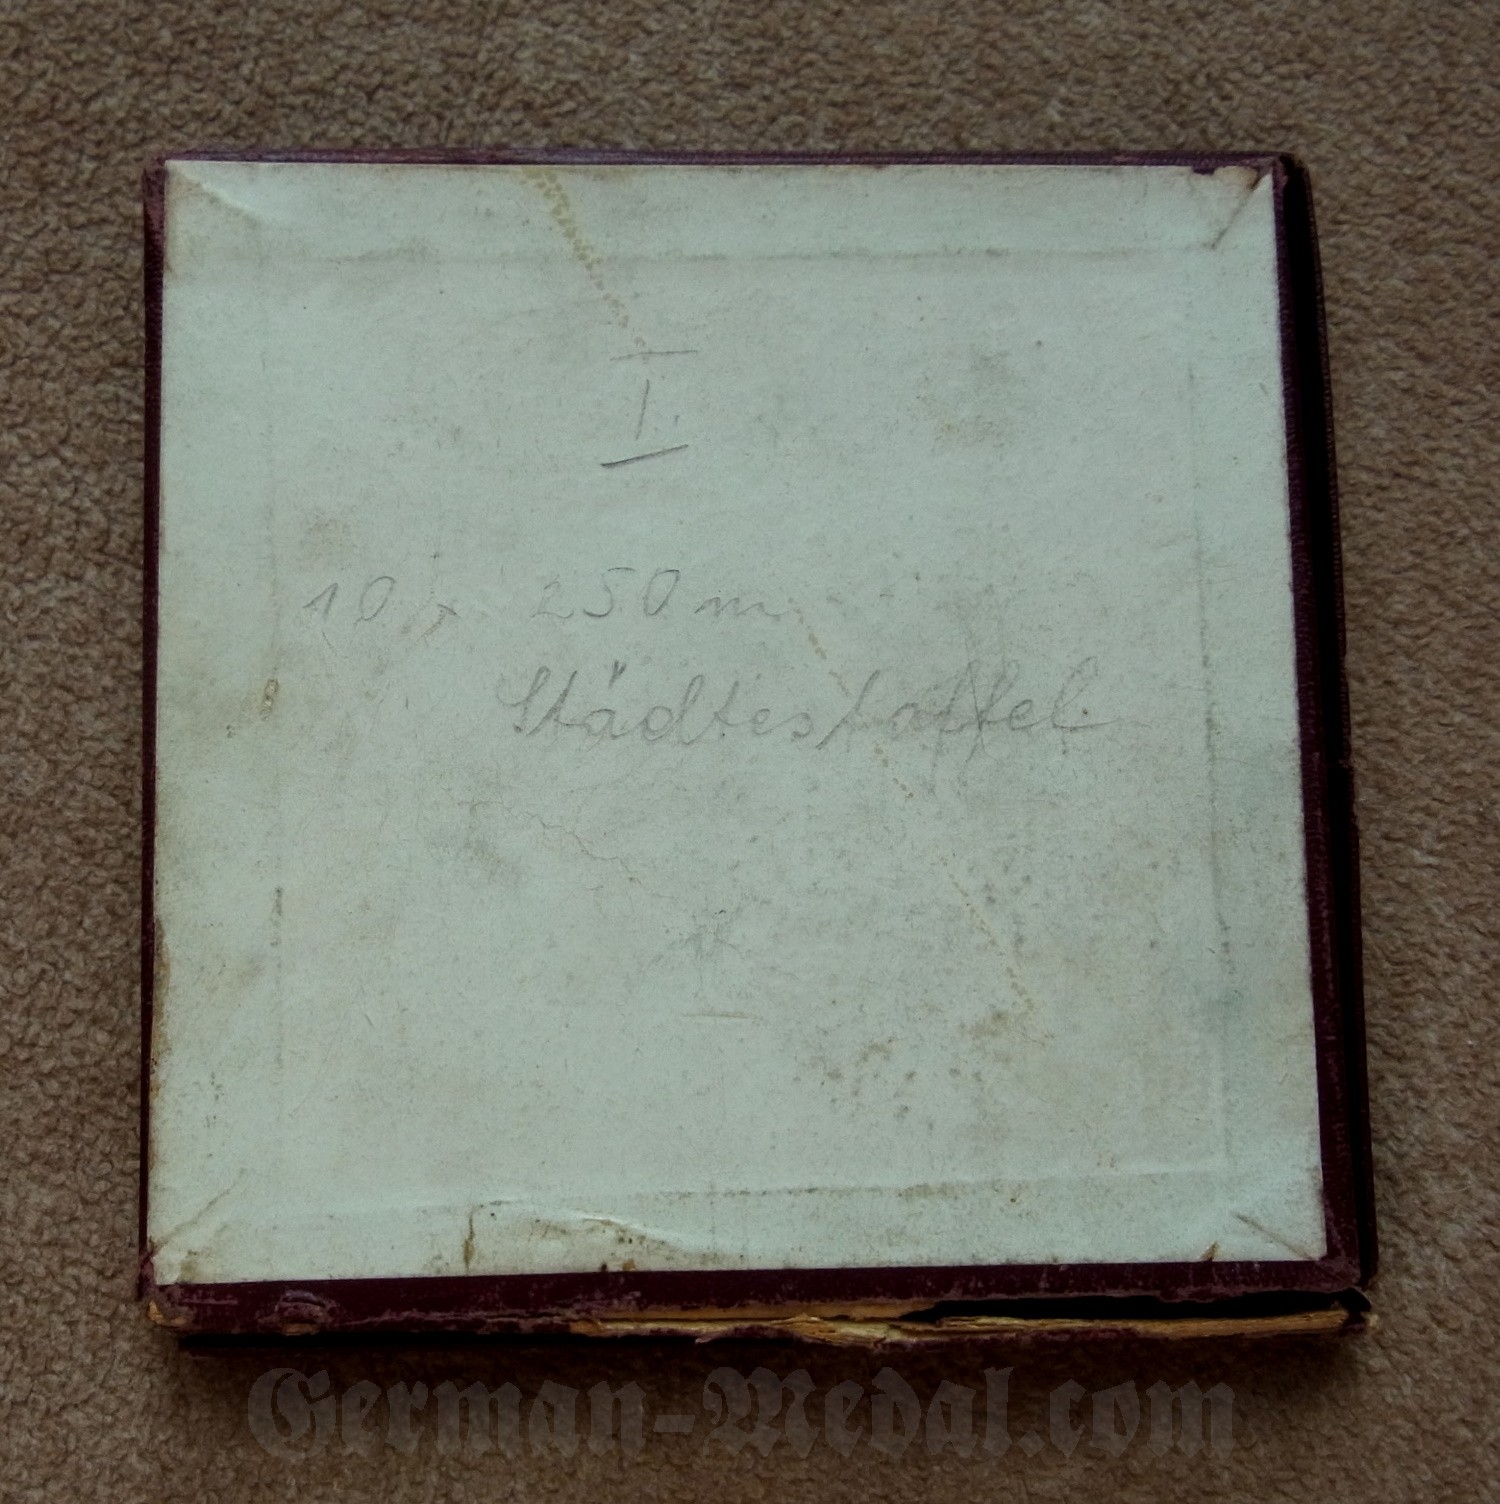 I.
10 x 250 m
Städtestaffel
German-Medal.com